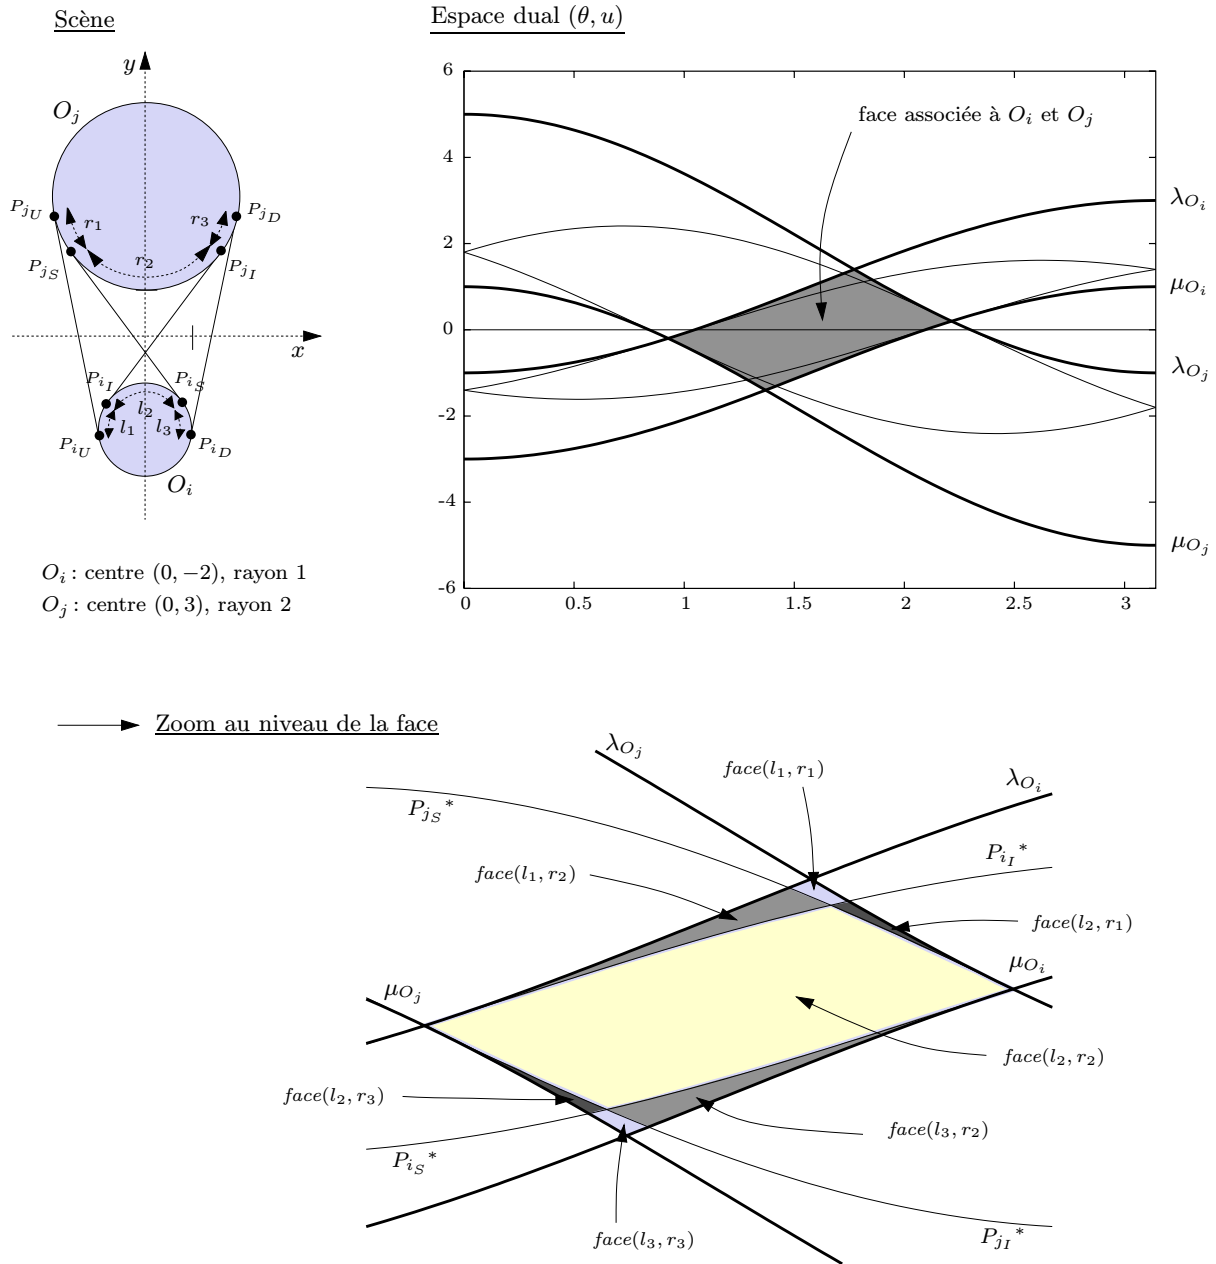 Scène
y
O_j
P_{j_U}
r_1
r_3
P_{j_D}
r_2
P_{j_S}
P_{j_I}
x
P_{i_I}
P_{i_S}
l_2
l_1
l_3
P_{i_U}
P_{i_D}
O_i
O_i : centre (0, −2), rayon 1
O_j : centre (0, 3), rayon 2
Espace dual (θ, u)
6
4
2
0
-2
-4
-6
0
0.5
1
1.5
2
2.5
3
face associée à O_i et O_j
λ_{O_i}
μ_{O_i}
λ_{O_j}
μ_{O_j}
Zoom au niveau de la face
λ_{O_j}
face(l_1, r_1)
λ_{O_i}
P_{j_S}*
P_{i_I}*
face(l_1, r_2)
face(l_2, r_1)
μ_{O_i}
μ_{O_j}
face(l_2, r_2)
face(l_2, r_3)
face(l_3, r_2)
P_{i_S}*
face(l_3, r_3)
P_{j_I}*